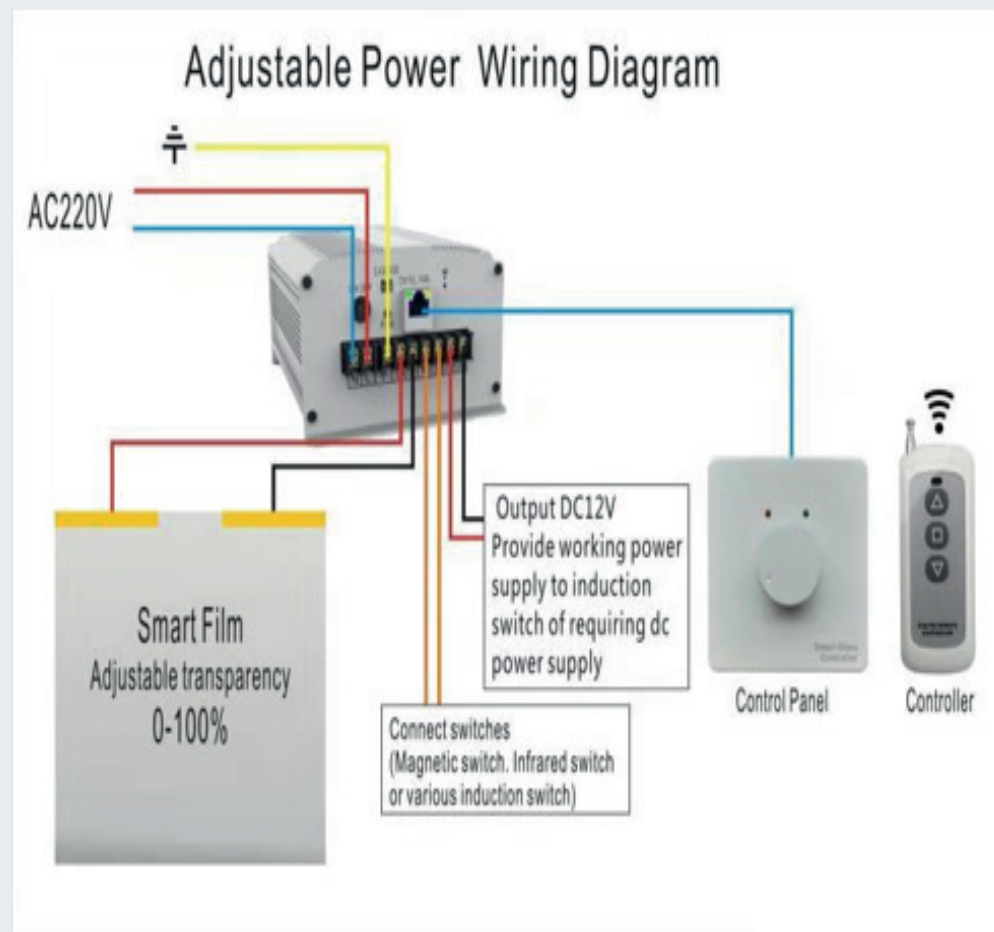 Adjustable Power Wiring Diagram
AC220V
Output DC12V
Provide working power
supply to induction
switch of requiring dc
power supply
Smart Film
Adjustable transparency
0-100%
Connect switches
(Magnetic switch. Infrared switch
or various induction switch)
Control Panel
Controller